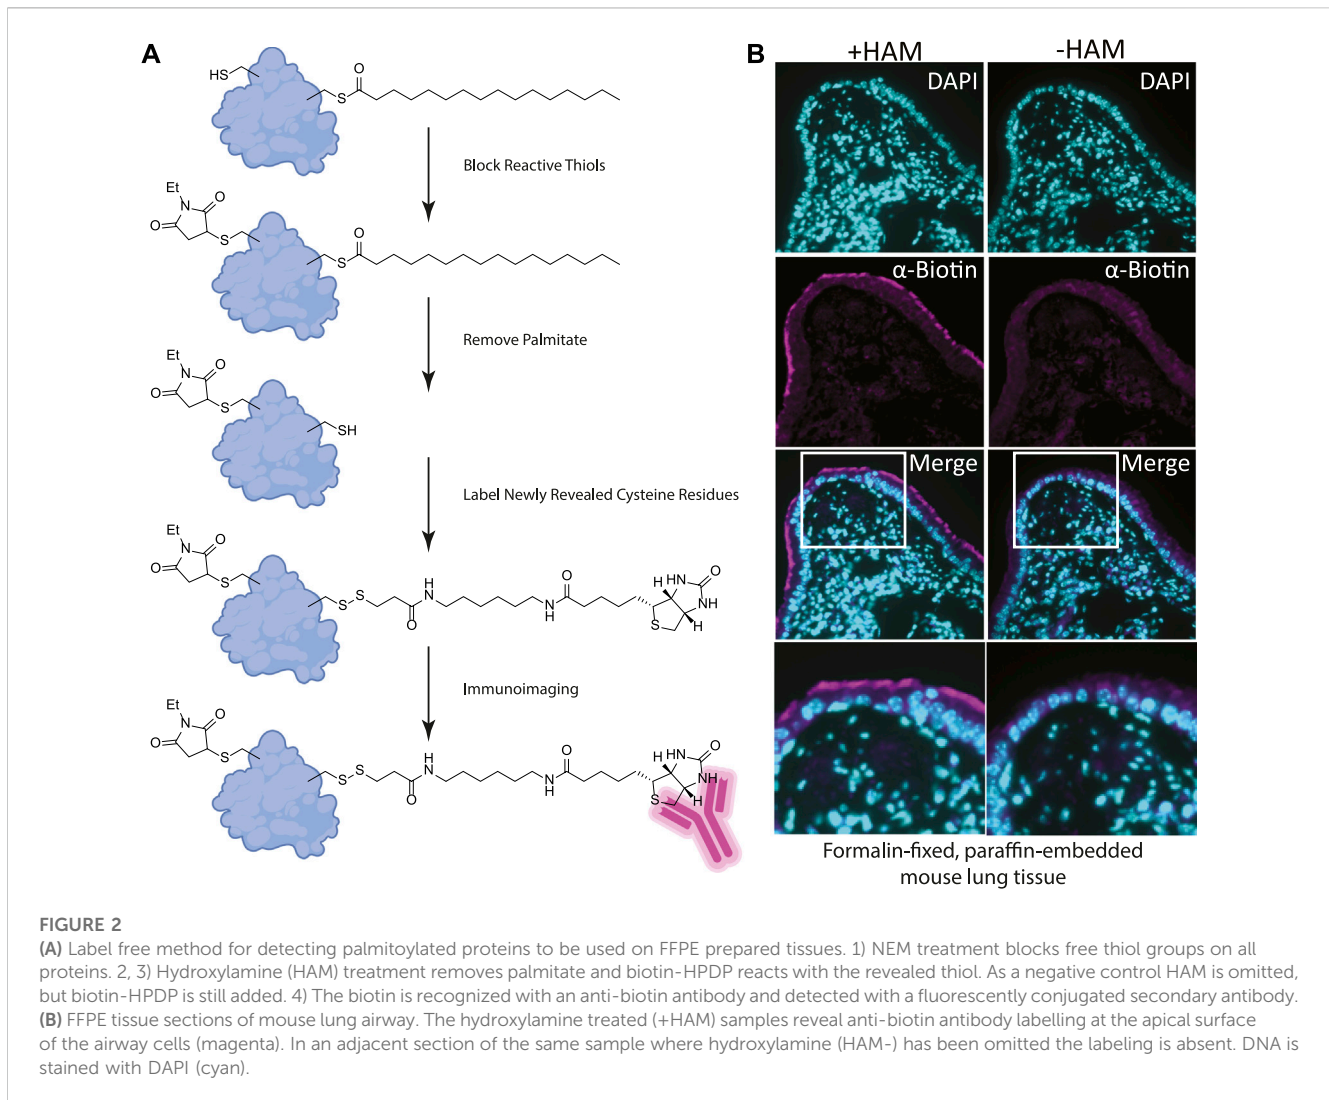 A
HS
O
S
Block Reactive Thiols
Et
N
O
O
S
O
S
Remove Palmitate
Et
N
O
O
S
SH
Label Newly Revealed Cysteine Residues
Et
N
O
O
S
S
S
O
H
N
N
H
O
H
HN
O
NH
S
H
Immunoimaging
Et
N
O
O
S
S
S
O
H
N
N
H
O
H
HN
O
NH
S
H
B
+HAM
-HAM
DAPI
DAPI
α-Biotin
α-Biotin
Merge
Merge
Formalin-fixed, paraffin-embedded
mouse lung tissue
FIGURE 2
(A) Label free method for detecting palmitoylated proteins to be used on FFPE prepared tissues. 1) NEM treatment blocks free thiol groups on all
proteins. 2, 3) Hydroxylamine (HAM) treatment removes palmitate and biotin-HPDP reacts with the revealed thiol. As a negative control HAM is omitted,
but biotin-HPDP is still added. 4) The biotin is recognized with an anti-biotin antibody and detected with a fluorescently conjugated secondary antibody.
(B) FFPE tissue sections of mouse lung airway. The hydroxylamine treated (+HAM) samples reveal anti-biotin antibody labelling at the apical surface
of the airway cells (magenta). In an adjacent section of the same sample where hydroxylamine (HAM-) has been omitted the labeling is absent. DNA is
stained with DAPI (cyan).